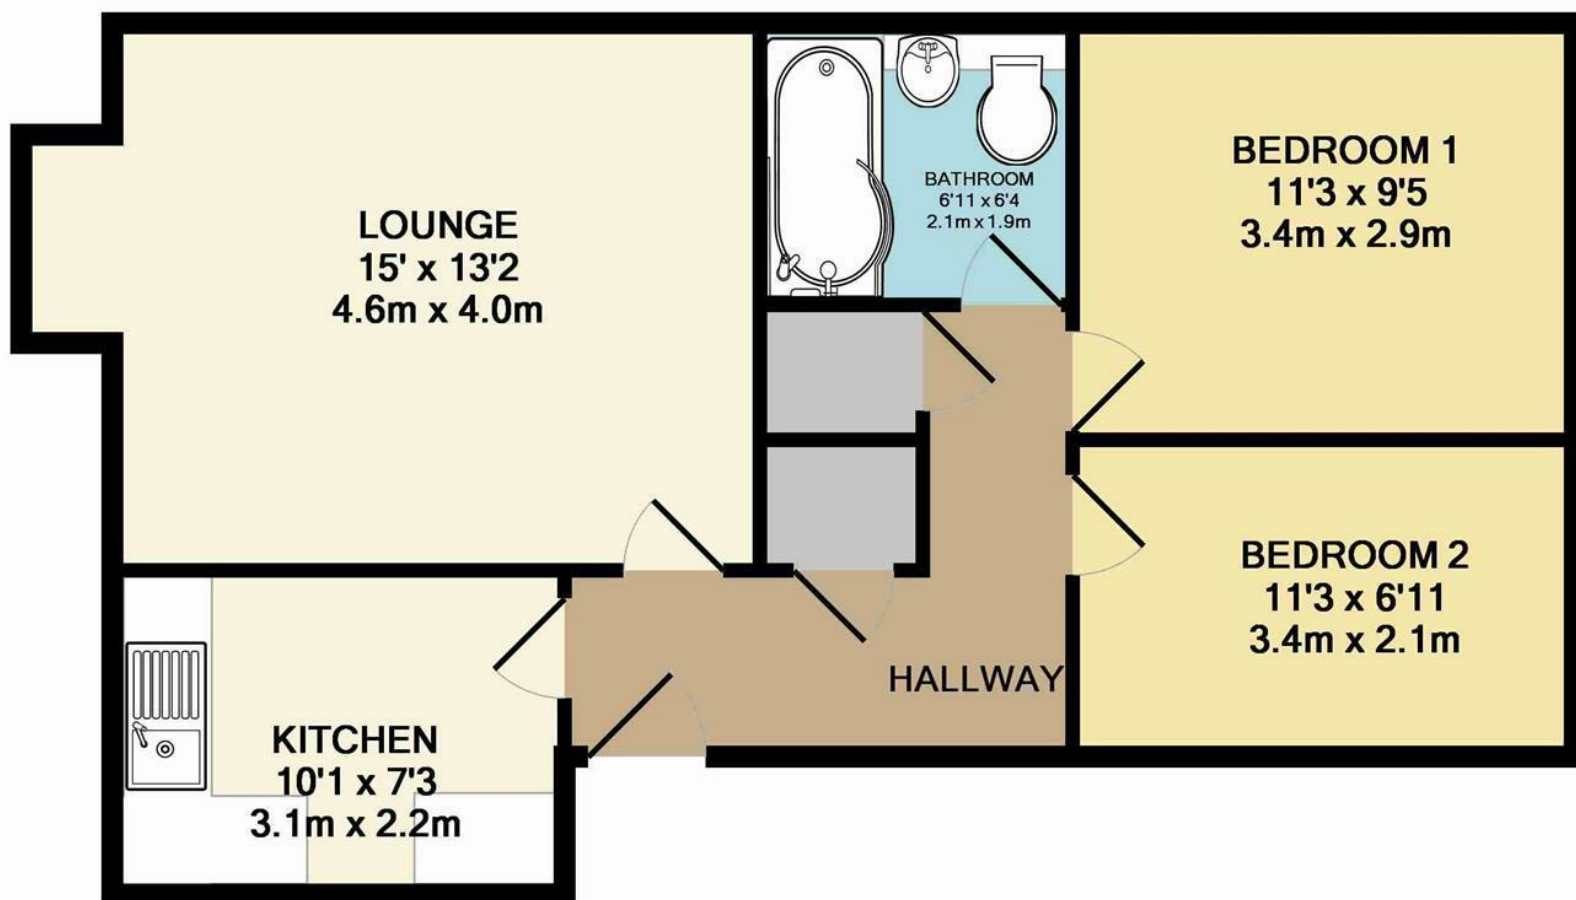 LOUNGE
15' x 13'2
4.6m x 4.0m
BATHROOM
6'11 x 6'4
2.1m x 1.9m
BEDROOM 1
11'3 x 9'5
3.4m x 2.9m
BEDROOM 2
11'3 x 6'11
3.4m x 2.1m
HALLWAY
KITCHEN
10'1 x 7'3
3.1m x 2.2m